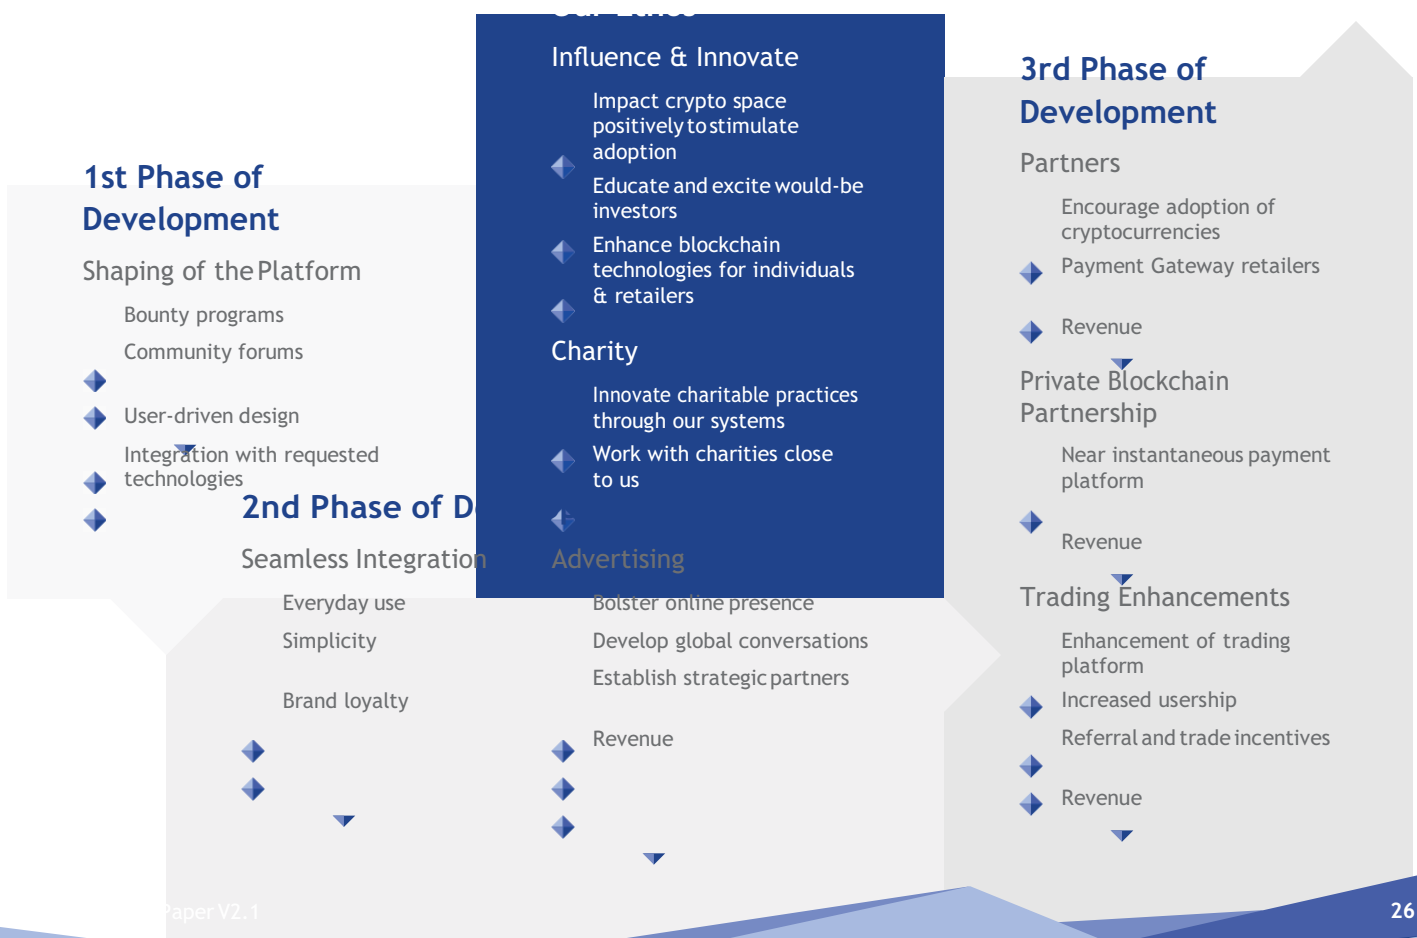 1st Phase of
Development
Shaping of the Platform
Bounty programs
Community forums
User-driven design
Integration with requested
technologies
2nd Phase of
Seamless Integration
Everyday use
Simplicity
Brand loyalty
Our Ethics
Influence & Innovate
Impact crypto space
positively to stimulate
adoption
Educate and excite would-be
investors
Enhance blockchain
technologies for individuals
& retailers
Charity
Innovate charitable practices
through our systems
Work with charities close
to us
Advertising
Bolster online presence
Develop global conversations
Establish strategic partners
Revenue
3rd Phase of
Development
Partners
Encourage adoption of
cryptocurrencies
Payment Gateway retailers
Revenue
Private Blockchain
Partnership
Near instantaneous payment
platform
Revenue
Trading Enhancements
Enhancement of trading
platform
Increased usership
Referral and trade incentives
Revenue
Paper V2.1
26